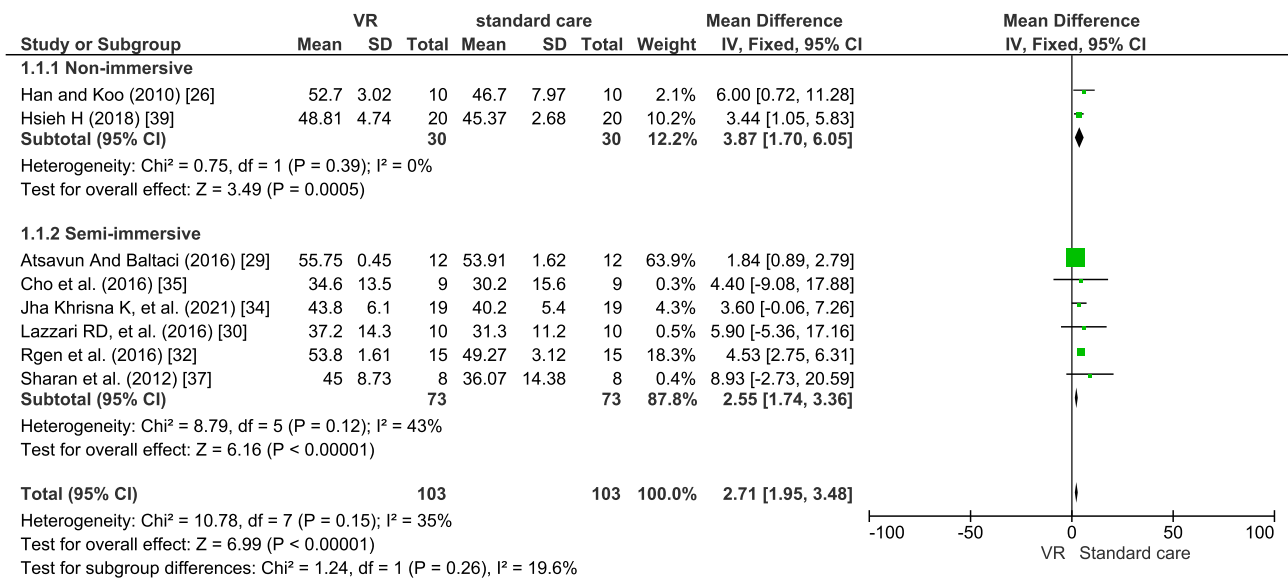 VR standard care Mean Difference Mean Difference
Study or Subgroup Mean SD Total Mean SD Total Weight IV, Fixed, 95% CI IV, Fixed, 95% CI
1.1.1 Non-immersive
Han and Koo (2010) [26] 52.7 3.02 10 46.7 7.97 10 2.1% 6.00 [0.72, 11.28]
Hsieh H (2018) [39] 48.81 4.74 20 45.37 2.68 20 10.2% 3.44 [1.05, 5.83]
Subtotal (95% CI) 30 30 12.2% 3.87 [1.70, 6.05]
Heterogeneity: Chi² = 0.75, df = 1 (P = 0.39); I² = 0%
Test for overall effect: Z = 3.49 (P = 0.0005)
1.1.2 Semi-immersive
Atsavun And Baltaci (2016) [29] 55.75 0.45 12 53.91 1.62 12 63.9% 1.84 [0.89, 2.79]
Cho et al. (2016) [35] 34.6 13.5 9 30.2 15.6 9 0.3% 4.40 [-9.08, 17.88]
Jha Khrisna K, et al. (2021) [34] 43.8 6.1 19 40.2 5.4 19 4.3% 3.60 [-0.06, 7.26]
Lazzari RD, et al. (2016) [30] 37.2 14.3 10 31.3 11.2 10 0.5% 5.90 [-5.36, 17.16]
Rgen et al. (2016) [32] 53.8 1.61 15 49.27 3.12 15 18.3% 4.53 [2.75, 6.31]
Sharan et al. (2012) [37] 45 8.73 8 36.07 14.38 8 0.4% 8.93 [-2.73, 20.59]
Subtotal (95% CI) 73 73 87.8% 2.55 [1.74, 3.36]
Heterogeneity: Chi² = 8.79, df = 5 (P = 0.12); I² = 43%
Test for overall effect: Z = 6.16 (P < 0.00001)
Total (95% CI) 103 103 100.0% 2.71 [1.95, 3.48]
Heterogeneity: Chi² = 10.78, df = 7 (P = 0.15); I² = 35%
Test for overall effect: Z = 6.99 (P < 0.00001)
Test for subgroup differences: Chi² = 1.24, df = 1 (P = 0.26), I² = 19.6%
-100 -50 0 50 100
VR Standard care